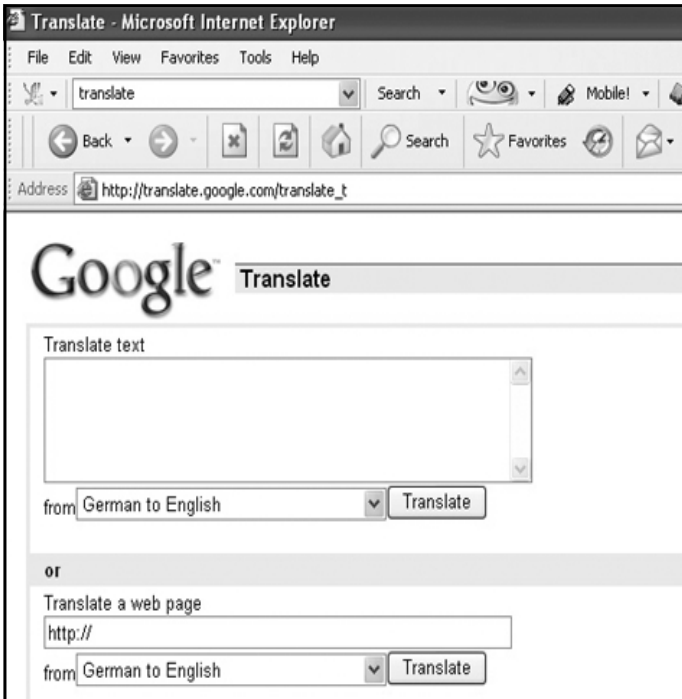 Translate - Microsoft Internet Explorer
File Edit View Favorites Tools Help
translate Search Mobile!
Back Search Favorites
Address http://translate.google.com/translate_t
Google™ Translate
Translate text
from German to English Translate
or
Translate a web page
http://
from German to English Translate